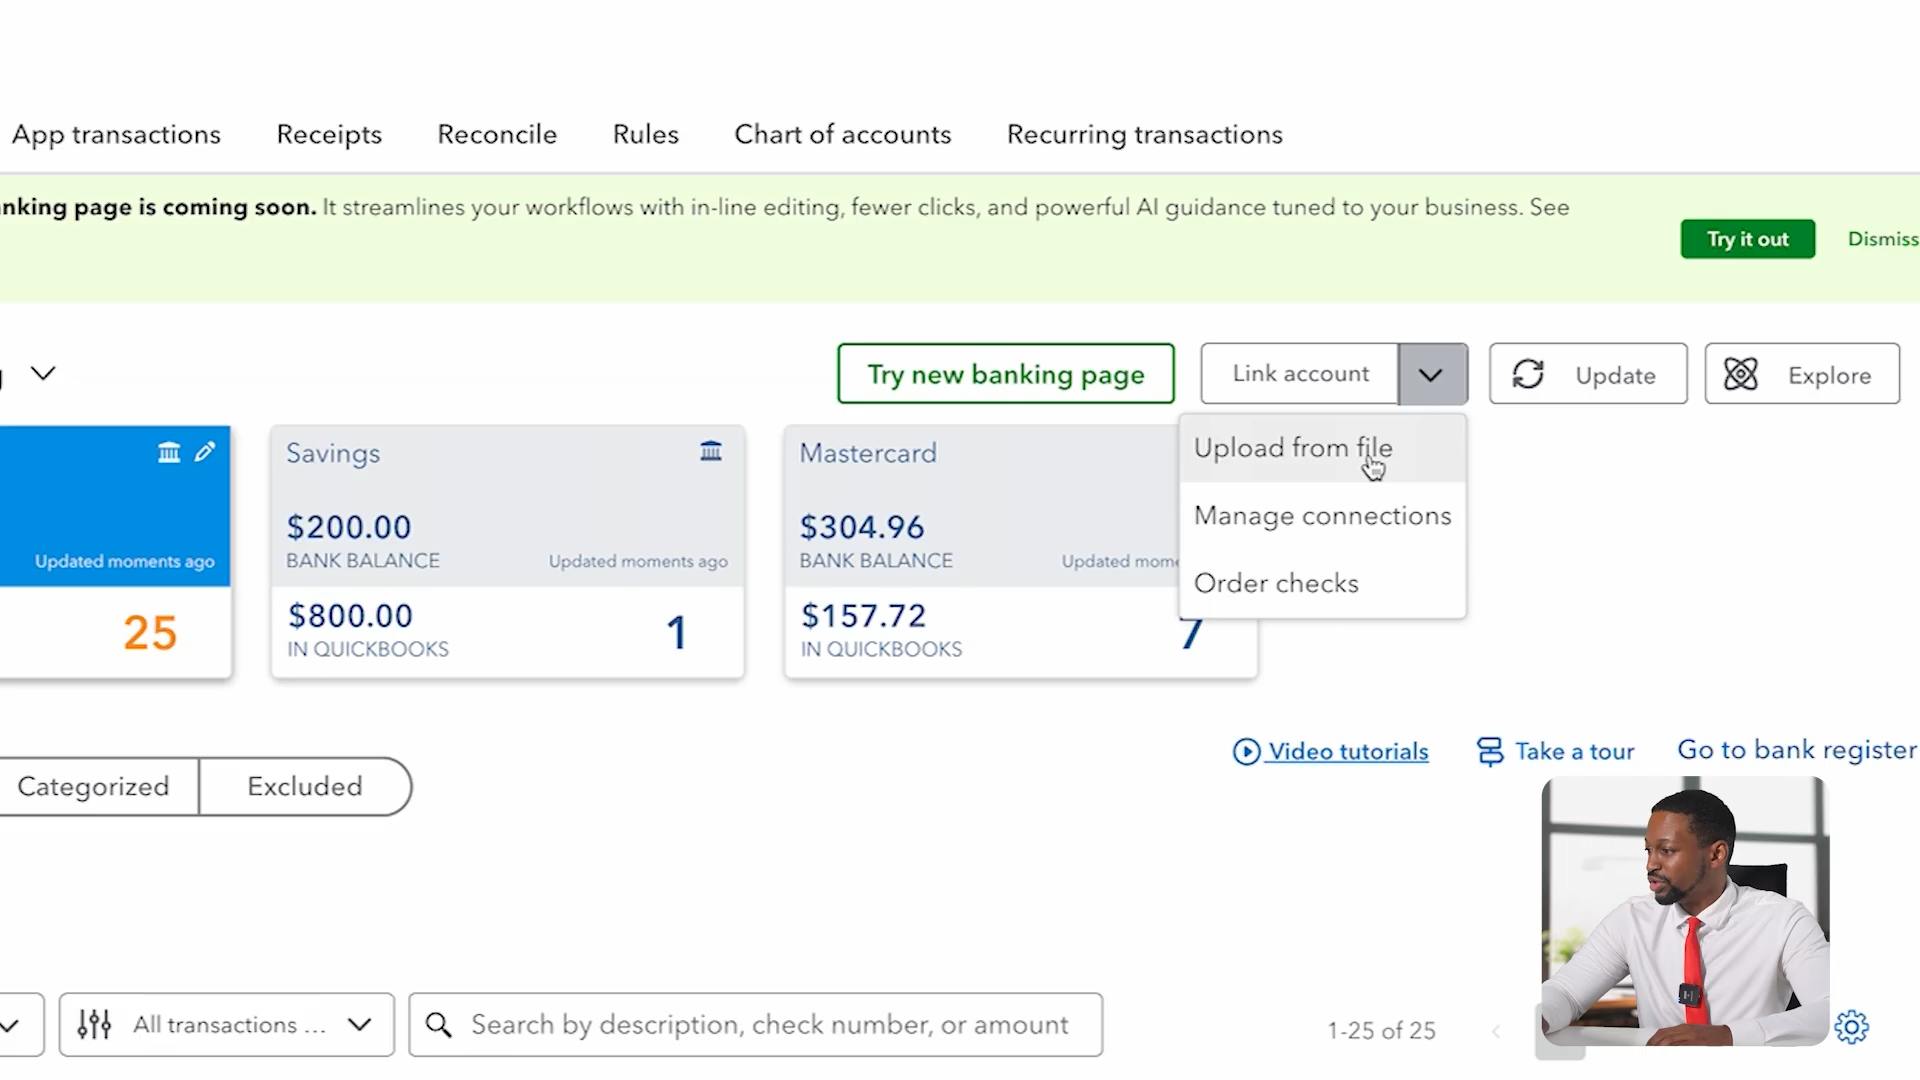 App transactions Receipts Reconcile Rules Chart of accounts Recurring transactions
anking page is coming soon. It streamlines your workflows with in-line editing, fewer clicks, and powerful AI guidance tuned to your business. See
Try it out Dismiss
Try new banking page Link account Update Explore
Upload from file
Manage connections
Order checks
Updated moments ago
25
Savings
$200.00
BANK BALANCE Updated moments ago
$800.00
IN QUICKBOOKS
1
Mastercard
$304.96
BANK BALANCE Updated mome
$157.72
IN QUICKBOOKS
7
Video tutorials Take a tour Go to bank register
Categorized Excluded
All transactions ... Search by description, check number, or amount 1-25 of 25